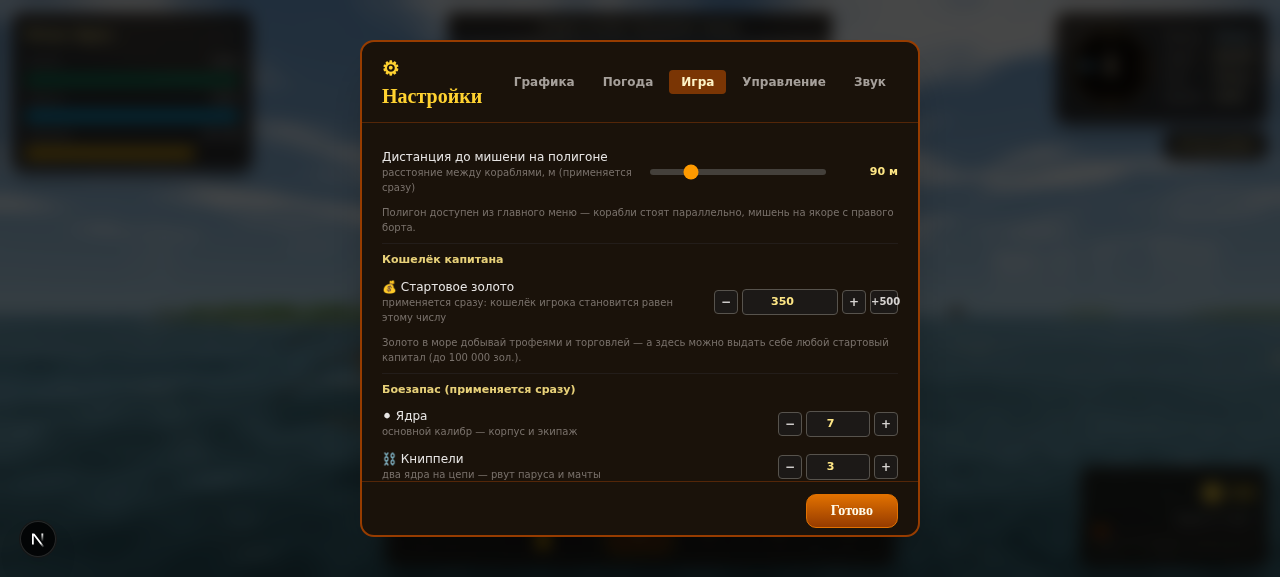 ⚙
Настройки
Графика Погода Игра Управление Звук
Дистанция до мишени на полигоне
расстояние между кораблями, м (применяется
сразу)
90 м
Полигон доступен из главного меню — корабли стоят параллельно, мишень на якоре с правого
борта.
Кошелёк капитана
💰 Стартовое золото
применяется сразу: кошелёк игрока становится равен
этому числу
− 350 + +500
Золото в море добывай трофеями и торговлей — а здесь можно выдать себе любой стартовый
капитал (до 100 000 зол.).
Боезапас (применяется сразу)
Ядра
основной калибр — корпус и экипаж
− 7 +
⛓️ Книппели
два ядра на цепи — рвут паруса и мачты
− 3 +
Готово
N